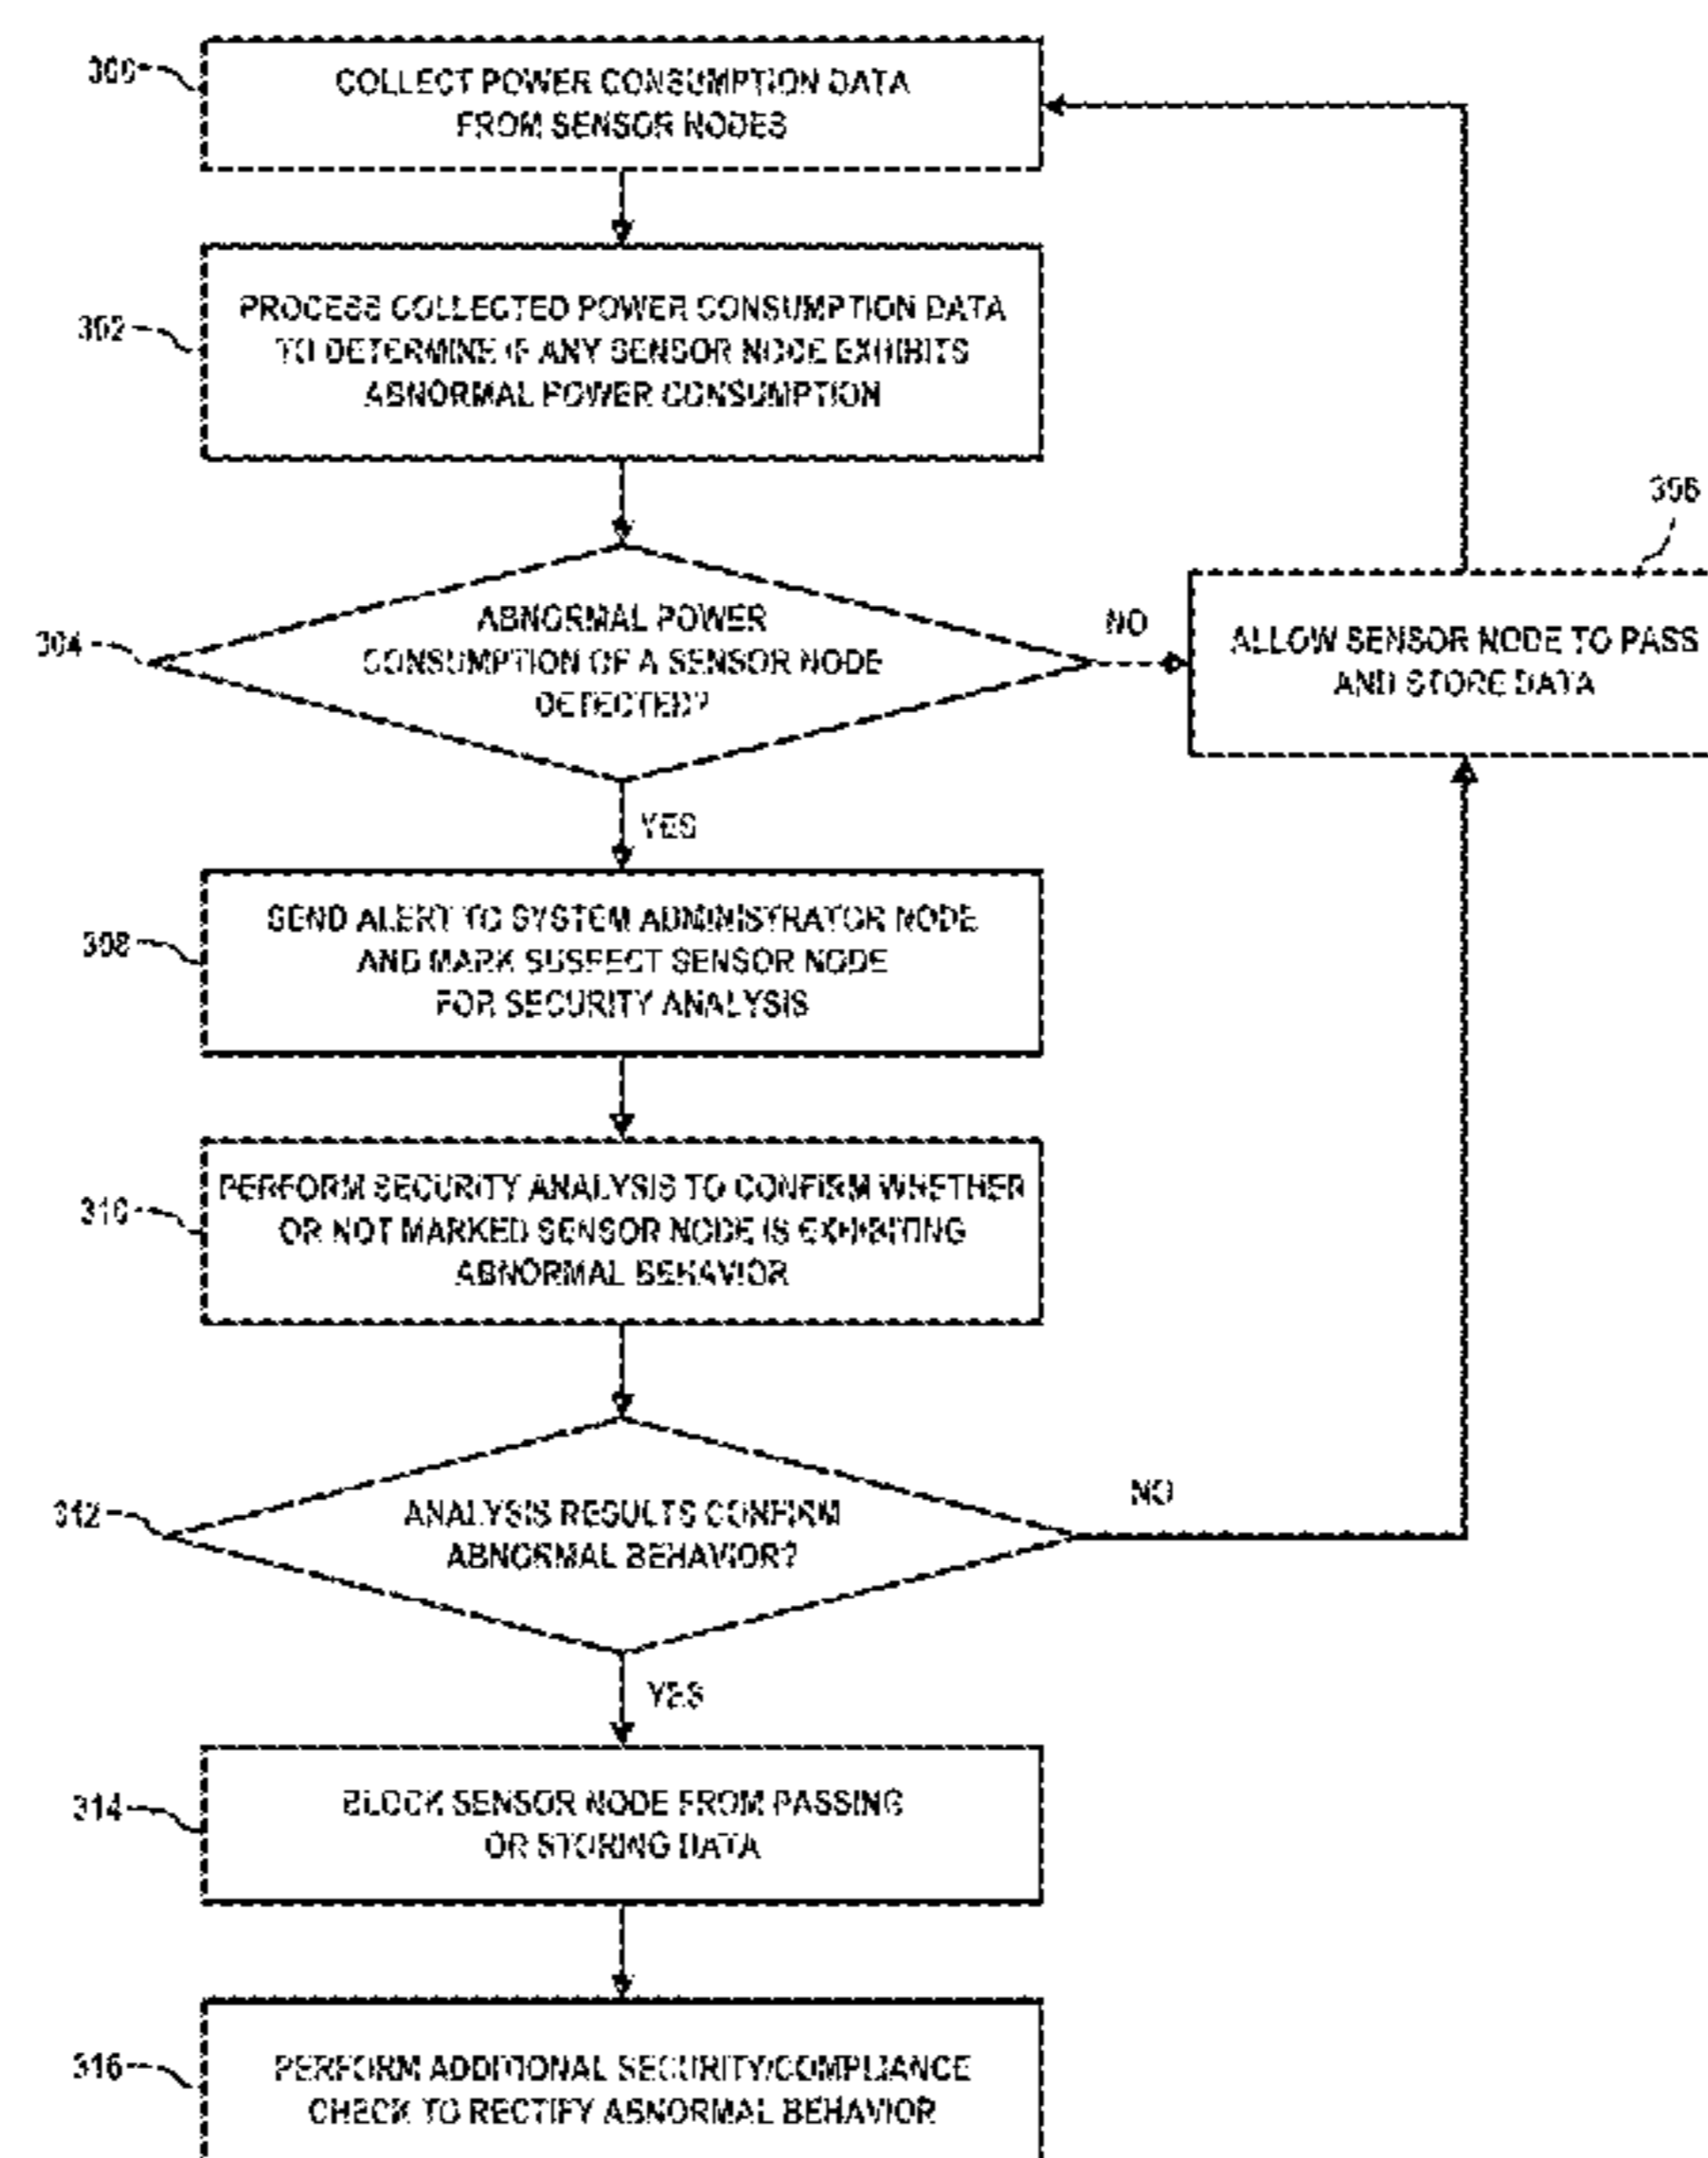 300
COLLECT POWER CONSUMPTION DATA
FROM SENSOR NODES
302
PROCESS COLLECTED POWER CONSUMPTION DATA
TO DETERMINE IF ANY SENSOR NODE EXHIBITS
ABNORMAL POWER CONSUMPTION
304
ABNORMAL POWER
CONSUMPTION OF A SENSOR NODE
DETECTED?
NO
306
ALLOW SENSOR NODE TO PASS
AND STORE DATA
YES
308
SEND ALERT TO SYSTEM ADMINISTRATOR NODE
AND MARK SUSPECT SENSOR NODE
FOR SECURITY ANALYSIS
310
PERFORM SECURITY ANALYSIS TO CONFIRM WHETHER
OR NOT MARKED SENSOR NODE IS EXHIBITING
ABNORMAL BEHAVIOR
312
ANALYSIS RESULTS CONFIRM
ABNORMAL BEHAVIOR?
NO
YES
314
BLOCK SENSOR NODE FROM PASSING
OR STORING DATA
316
PERFORM ADDITIONAL SECURITY/COMPLIANCE
CHECK TO RECTIFY ABNORMAL BEHAVIOR